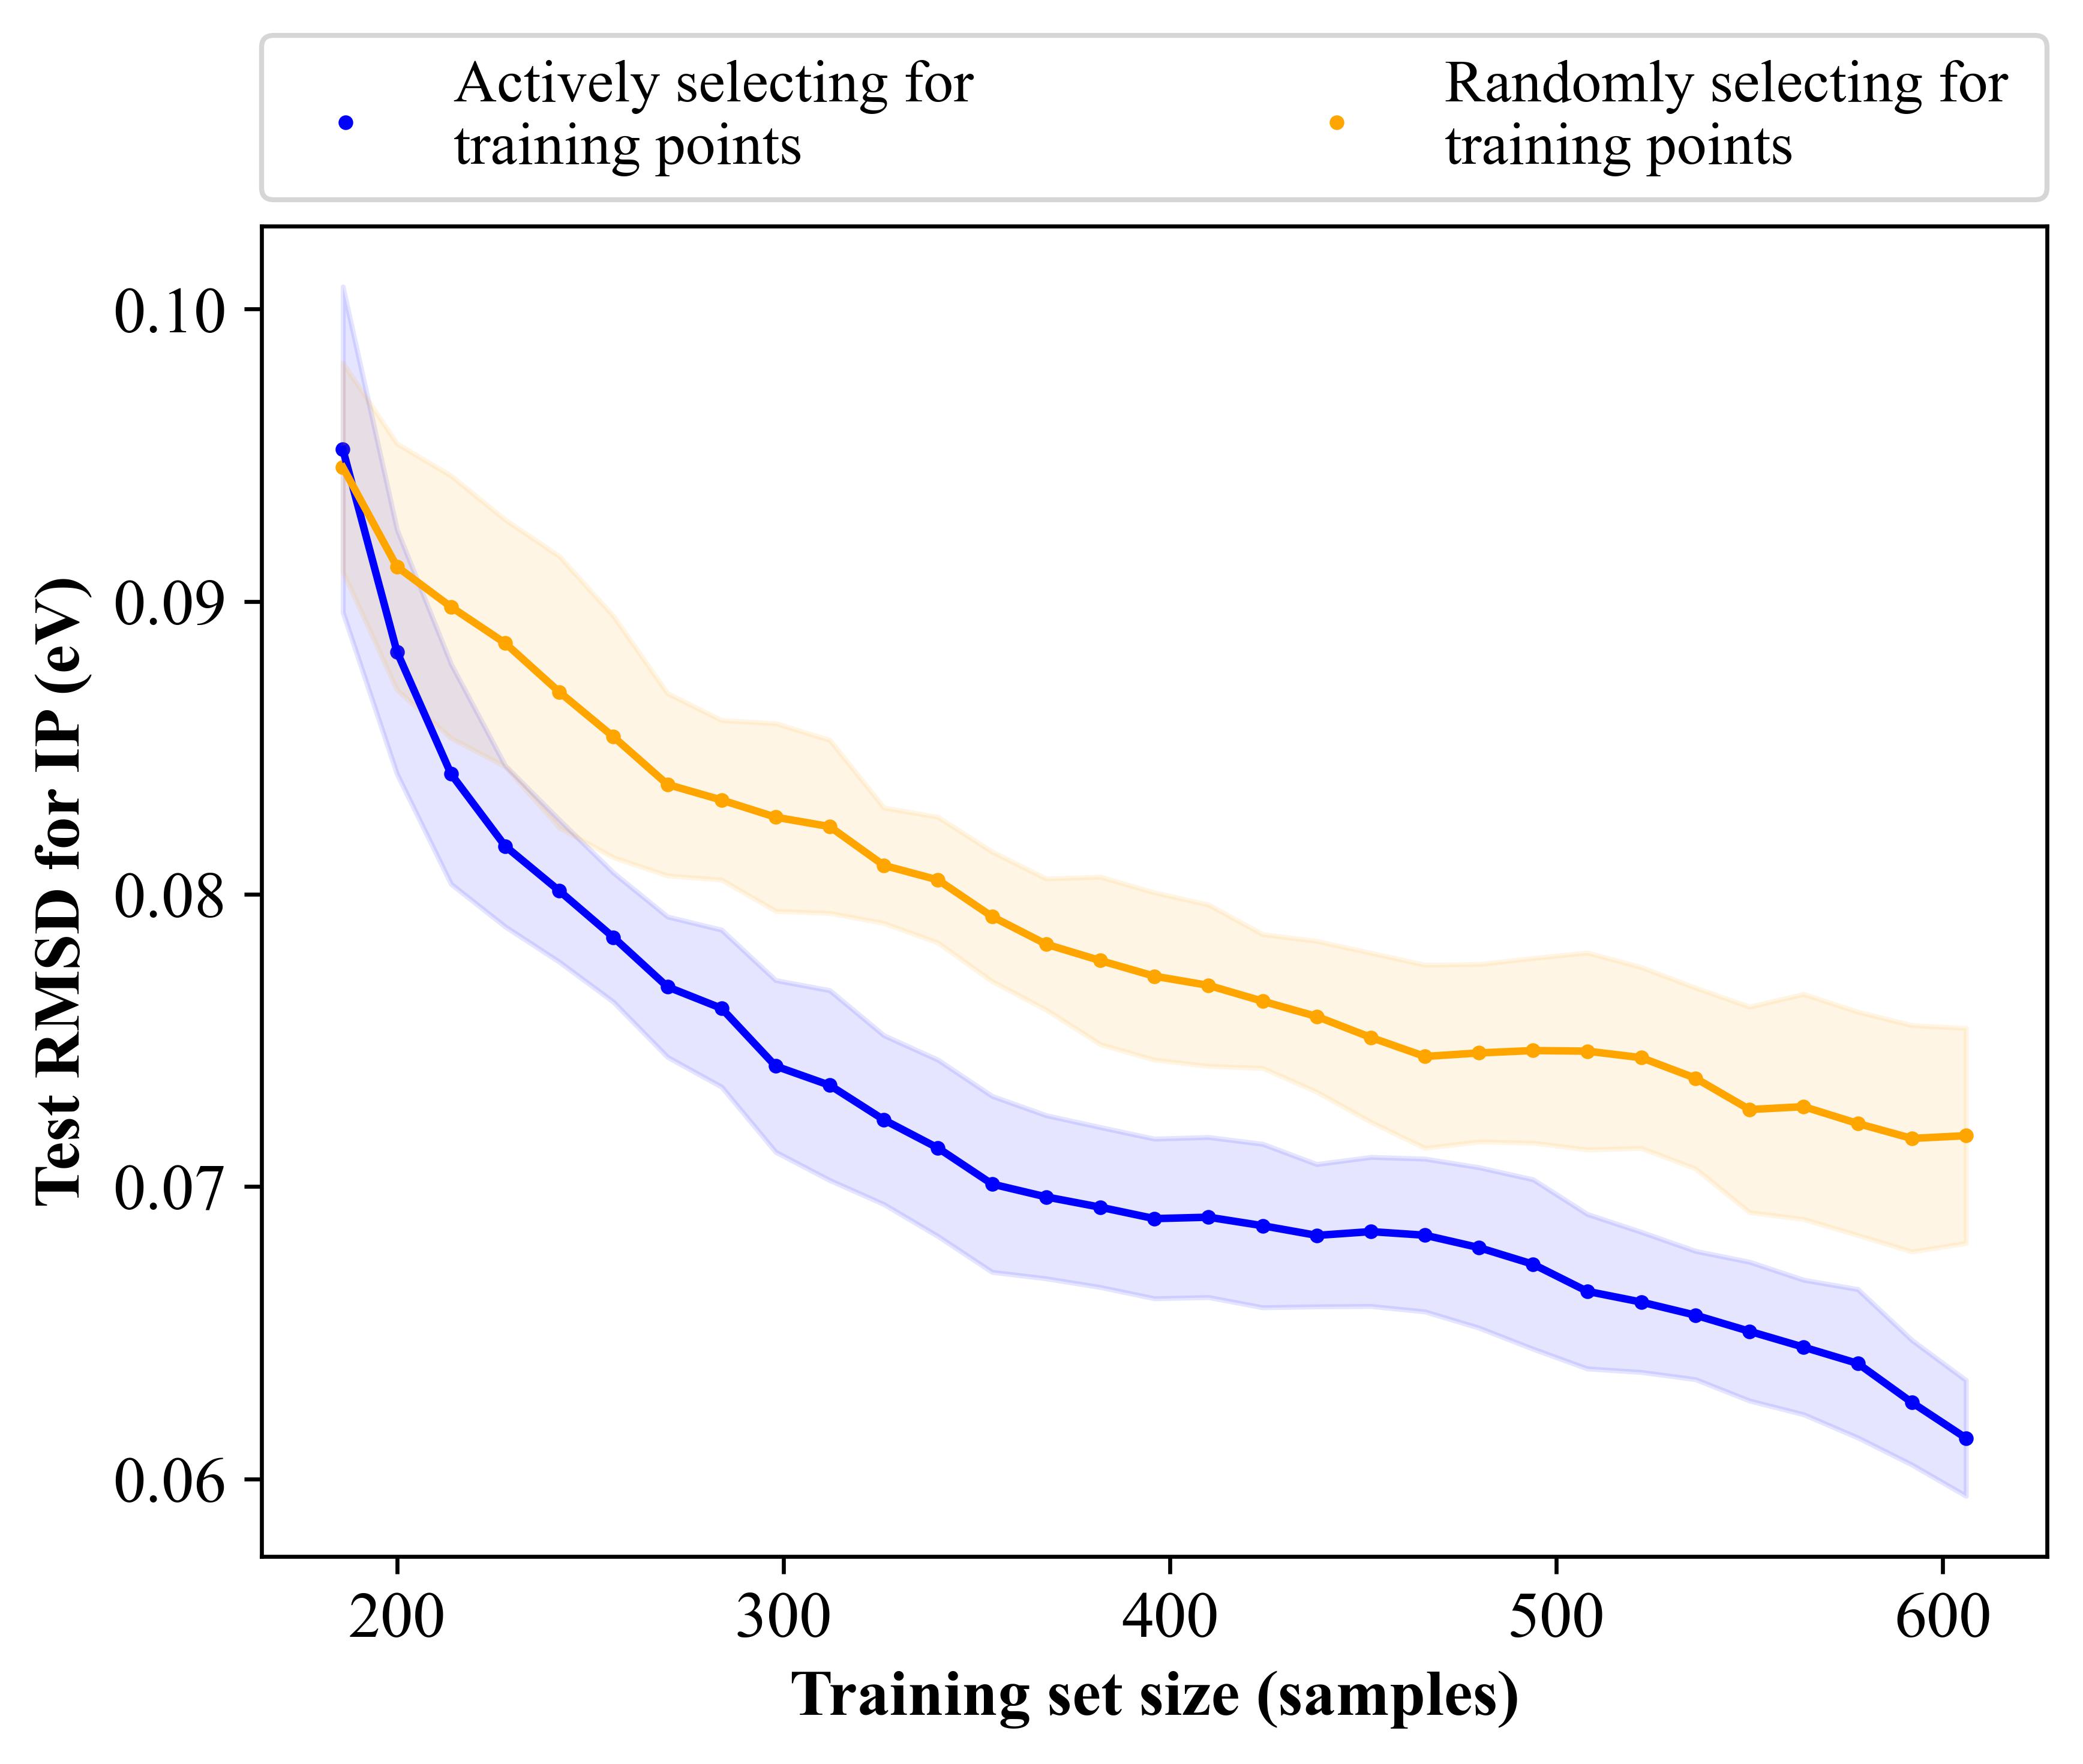 Actively selecting for
training points
Randomly selecting for
training points
Test RMSD for IP (eV)
0.10
0.09
0.08
0.07
0.06
200 300 400 500 600
Training set size (samples)